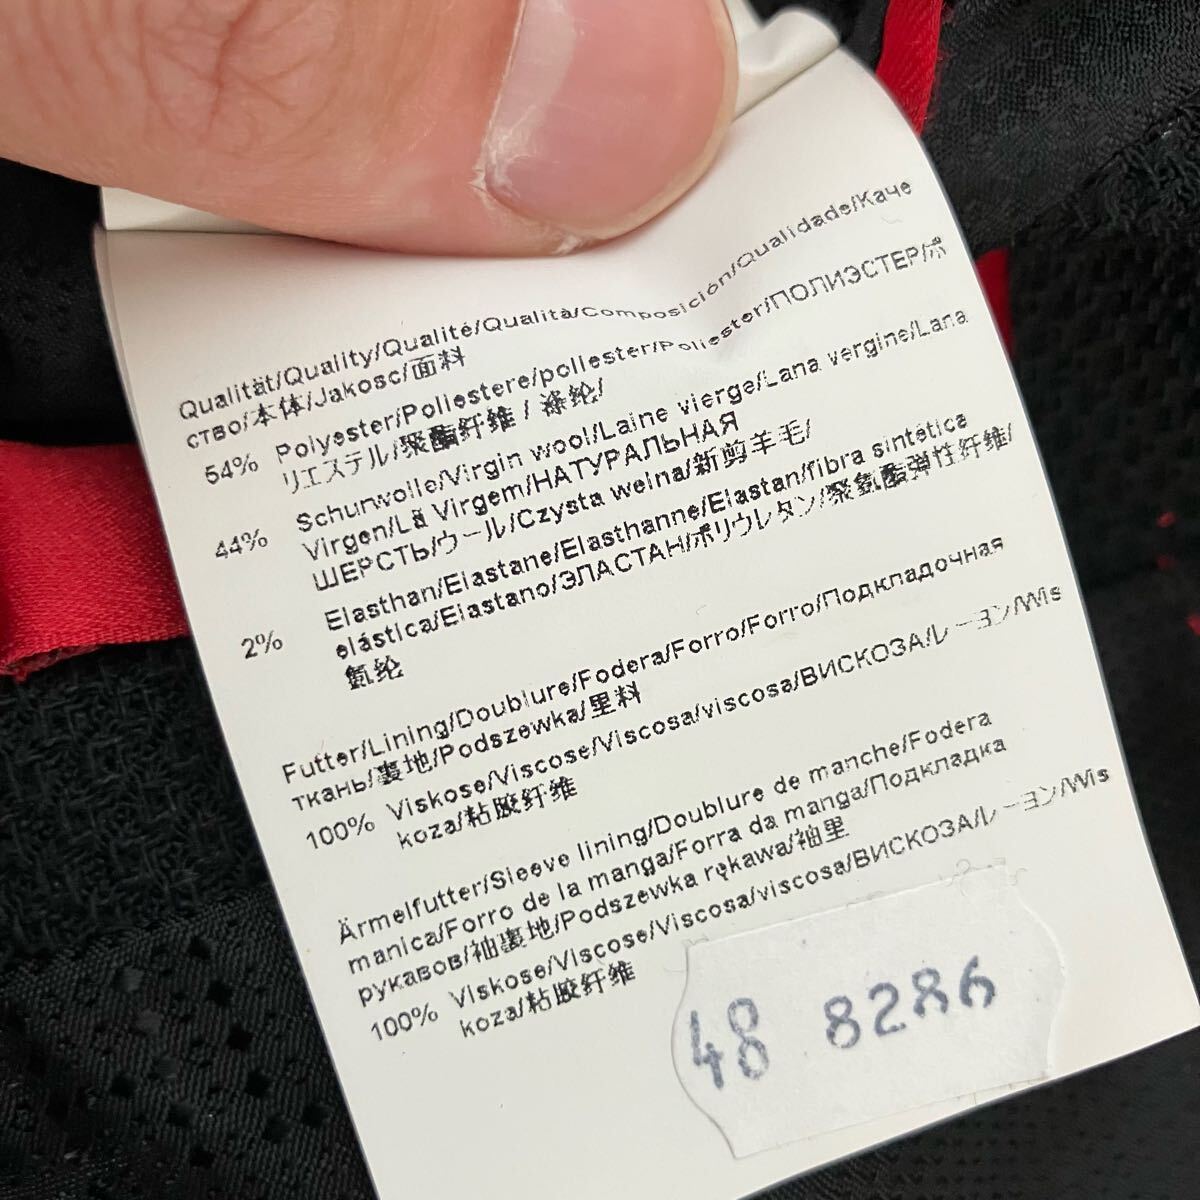 Qualität/Quality/Qualité/Qualità/Composición/Qualidade/Каче
ство/本体/Jakosc/面料
54% Polyester/Poliestere/pollester/Poliestor/ПОЛИЭСТЕР/ポ
リエステル/聚酯纤维 / 涤纶/
44% Schurwolle/Virgin wool/Laine vierge/Lana vergine/Lana
Virgen/Lã Virgem/НАТУРАЛЬНАЯ
ШЕРСТЬ/ウール/Czysta welna/新剪羊毛/
2% Elasthan/Elastane/Elasthanne/Elastan/fibra sintética
elástica/Elastano/ЭЛАСТАН/ポリウレタン/聚氨酯弹性纤维/
氨纶
Futter/Lining/Doublure/Fodera/Forro/Forro/Подкладочная
ткань/裏地/Podszewka/里料
100% Viskose/Viscose/Viscosa/viscosa/ВИСКОЗА/レーヨン/Wis
koza/粘胶纤维
Ärmelfutter/Sleeve lining/Doublure de manche/Fodera
manica/Forro de la manga/Forra da manga/Подкладка
рукавов/袖裏地/Podszewka rękawa/袖里
100% Viskose/Viscose/Viscosa/viscosa/ВИСКОЗА/レーヨン/Wis
koza/粘胶纤维
48 8286